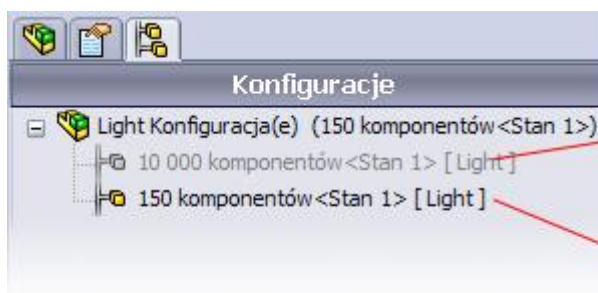 Konfiguracje
Light Konfiguracja(e) (150 komponentów<Stan 1>)
10 000 komponentów<Stan 1> [ Light ]
150 komponentów<Stan 1> [ Light ]